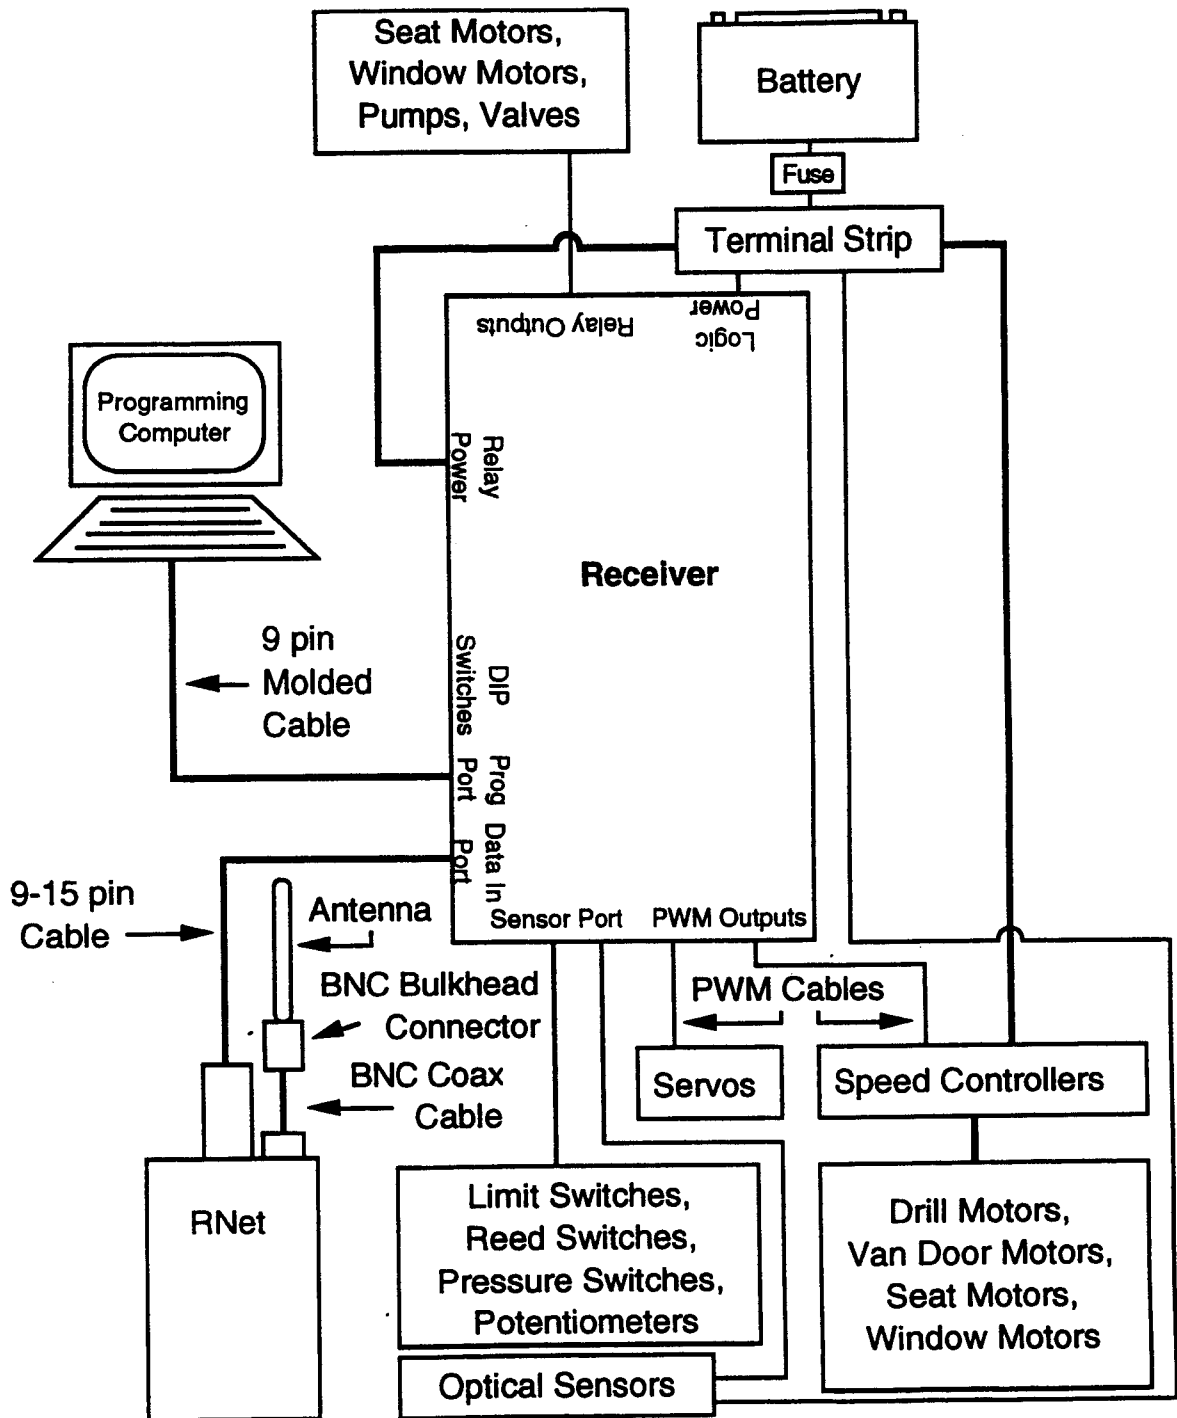 Seat Motors,
Window Motors,
Pumps, Valves
Battery
Fuse
Terminal Strip
Relay Outputs
Logic
Power
Programming
Computer
Relay
Power
Receiver
9 pin
Molded
Cable
DIP
Switches
Prog
Port
Data In
Port
9-15 pin
Cable
Antenna
Sensor Port
PWM Outputs
BNC Bulkhead
Connector
PWM Cables
BNC Coax
Cable
Servos
Speed Controllers
RNet
Limit Switches,
Reed Switches,
Pressure Switches,
Potentiometers
Drill Motors,
Van Door Motors,
Seat Motors,
Window Motors
Optical Sensors